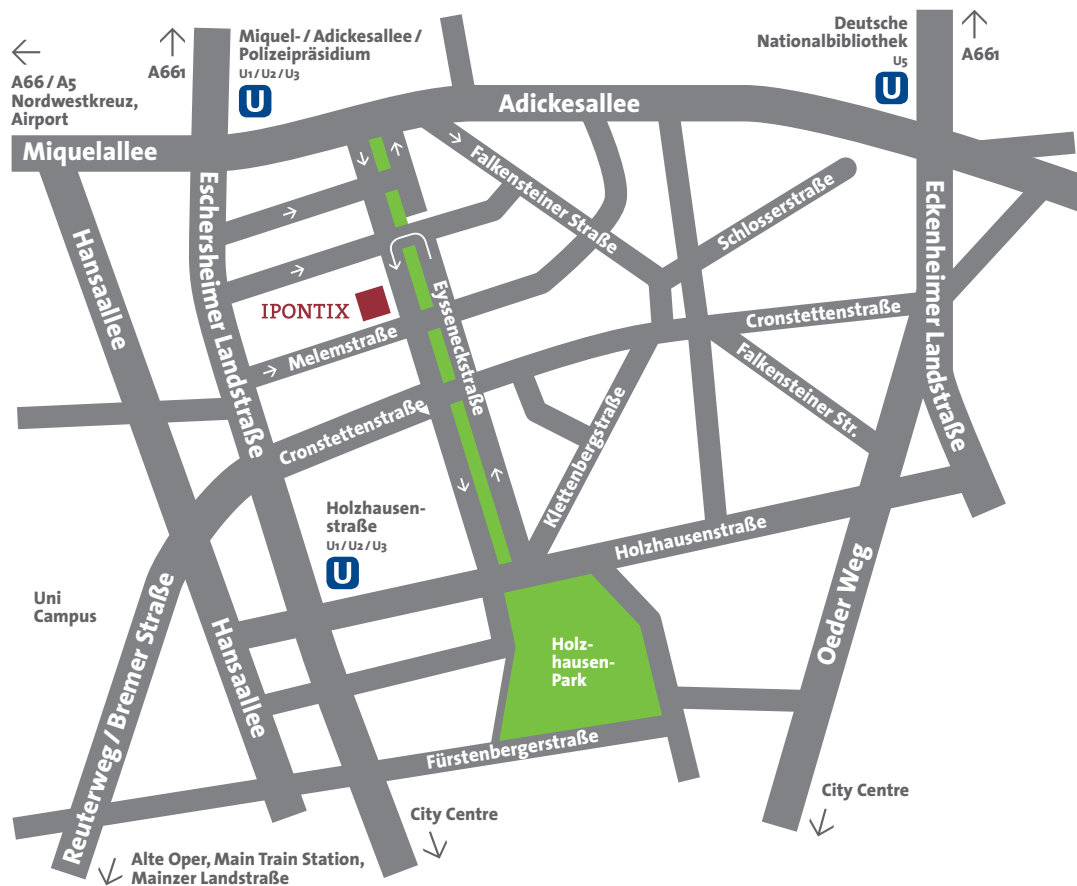 Deutsche
Nationalbibliothek
U5
U
A661
Miquel- / Adickesallee /
Polizeipräsidium
U1 / U2 / U3
U
A661
A66 / A5
Nordwestkreuz,
Airport
Adickesallee
Miquelallee
Falkensteiner Straße
Schlosserstraße
Eschersheimer Landstraße
Eckenheimer Landstraße
Hansaallee
IPONTIX
Eysseneckstraße
Melemstraße
Cronstettenstraße
Falkensteiner Str.
Cronstettenstraße
Klettenbergstraße
Holzhausen-
straße
U1 / U2 / U3
U
Holzhausenstraße
Uni
Campus
Reuterweg / Bremer Straße
Hansaallee
Oeder Weg
Holz-
hausen-
Park
Fürstenbergerstraße
City Centre
City Centre
Alte Oper, Main Train Station,
Mainzer Landstraße